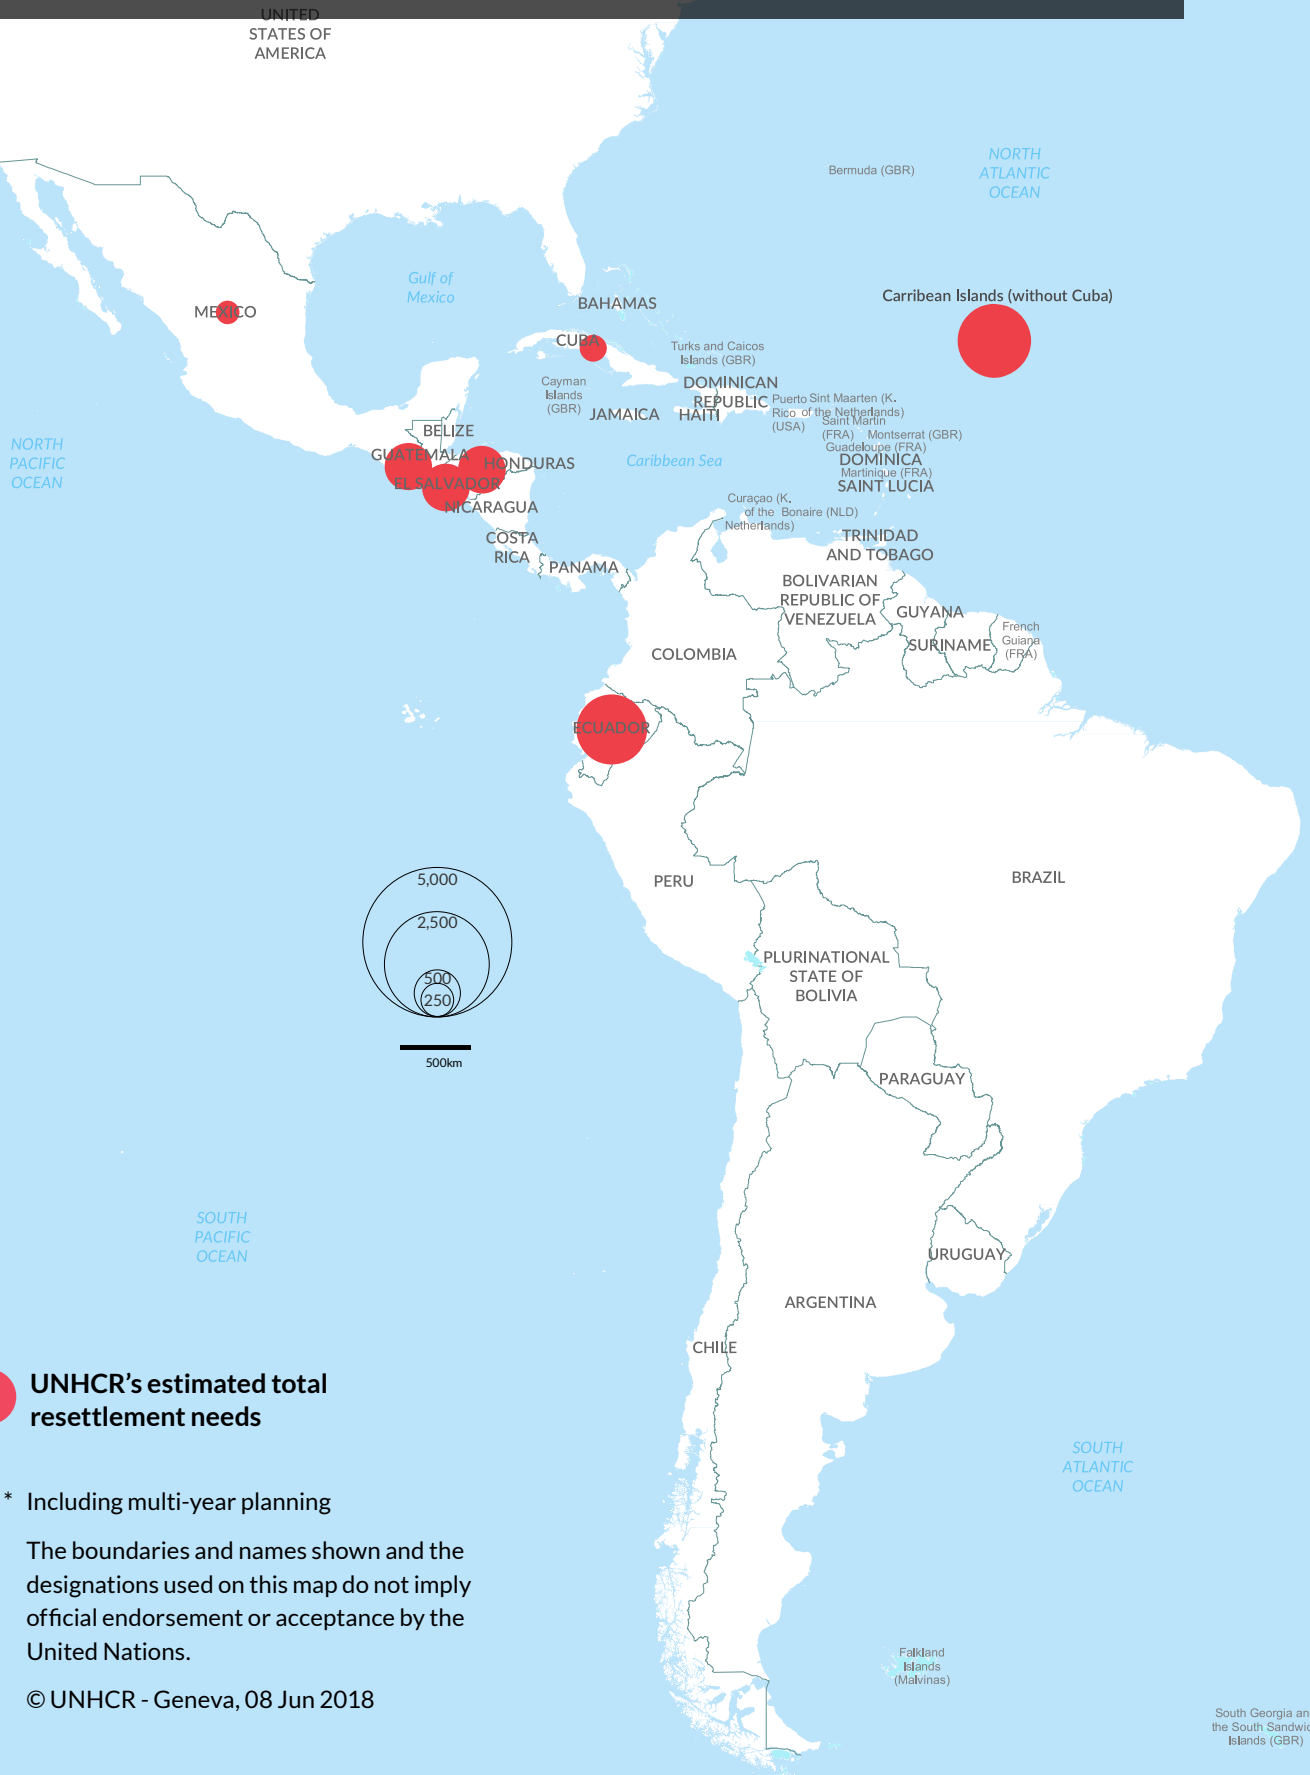 UNITED
STATES OF
AMERICA
NORTH
ATLANTIC
OCEAN
Bermuda (GBR)
Gulf of
Mexico
Carribean Islands (without Cuba)
BAHAMAS
MEXICO
CUBA
Turks and Caicos
Islands (GBR)
Cayman
Islands
(GBR)
DOMINICAN
REPUBLIC
JAMAICA
HAITI
Puerto
Rico
(USA)
Sint Maarten (K.
of the Netherlands)
Saint Martin
(FRA)
Montserrat (GBR)
Guadeloupe (FRA)
DOMINICA
Martinique (FRA)
SAINT LUCIA
BELIZE
NORTH
PACIFIC
OCEAN
GUATEMALA
HONDURAS
Caribbean Sea
EL SALVADOR
NICARAGUA
Curaçao (K.
of the
Netherlands)
Bonaire (NLD)
COSTA
RICA
TRINIDAD
AND TOBAGO
PANAMA
BOLIVARIAN
REPUBLIC OF
VENEZUELA
GUYANA
French
Guiana
(FRA)
SURINAME
COLOMBIA
ECUADOR
5,000
2,500
500
250
500km
PERU
BRAZIL
PLURINATIONAL
STATE OF
BOLIVIA
PARAGUAY
SOUTH
PACIFIC
OCEAN
URUGUAY
ARGENTINA
CHILE
UNHCR’s estimated total
resettlement needs
SOUTH
ATLANTIC
OCEAN
* Including multi-year planning
The boundaries and names shown and the
designations used on this map do not imply
official endorsement or acceptance by the
United Nations.
© UNHCR - Geneva, 08 Jun 2018
Falkland
Islands
(Malvinas)
South Georgia an
the South Sandwic
Islands (GBR)